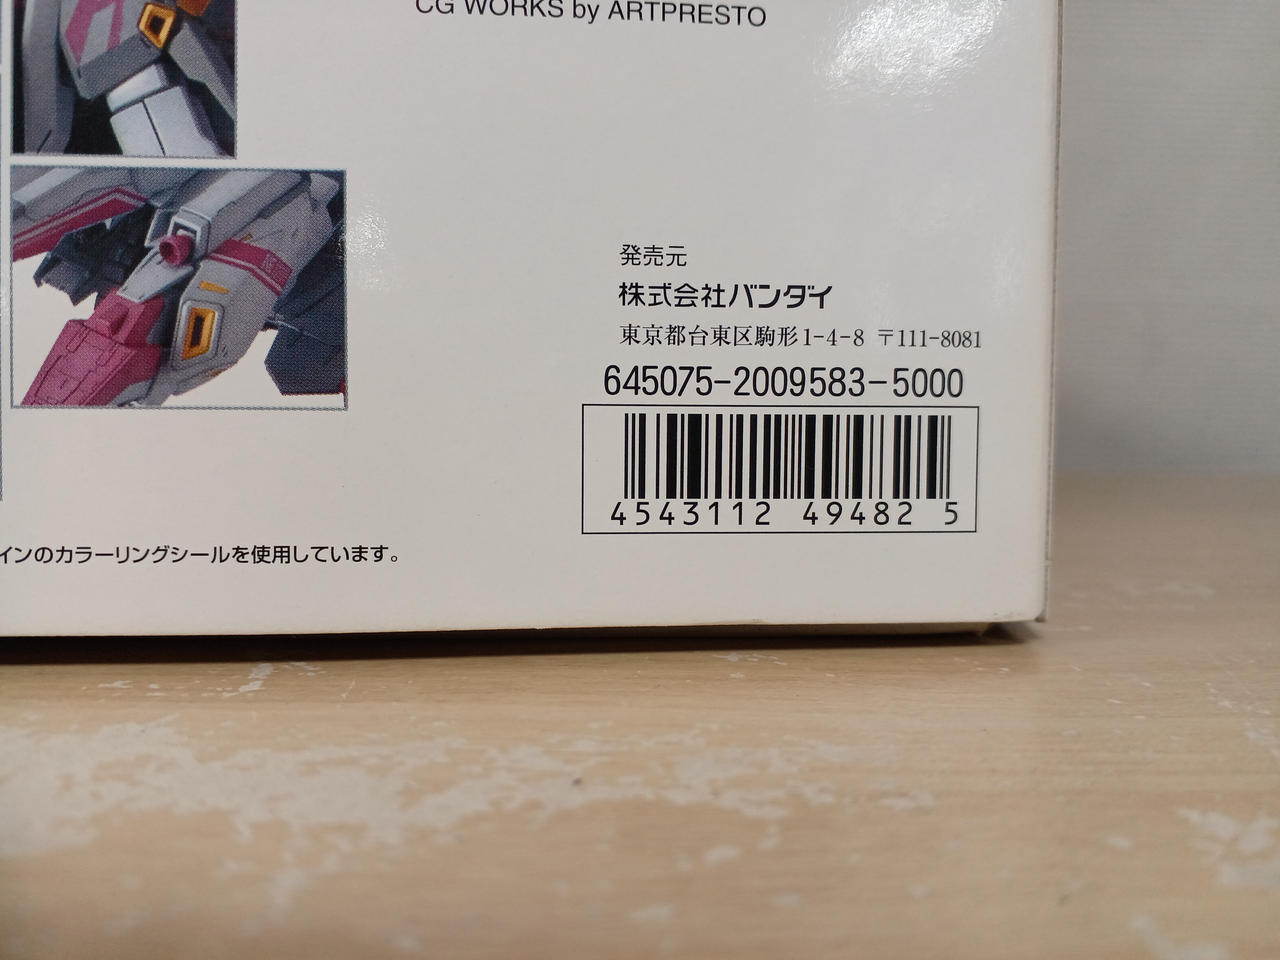 CG WORKS by ARTPRESTO
発売元
株式会社バンダイ
東京都台東区駒形1-4-8 〒111-8081
645075-2009583-5000
4543112 49482 5
インのカラーリングシールを使用しています。